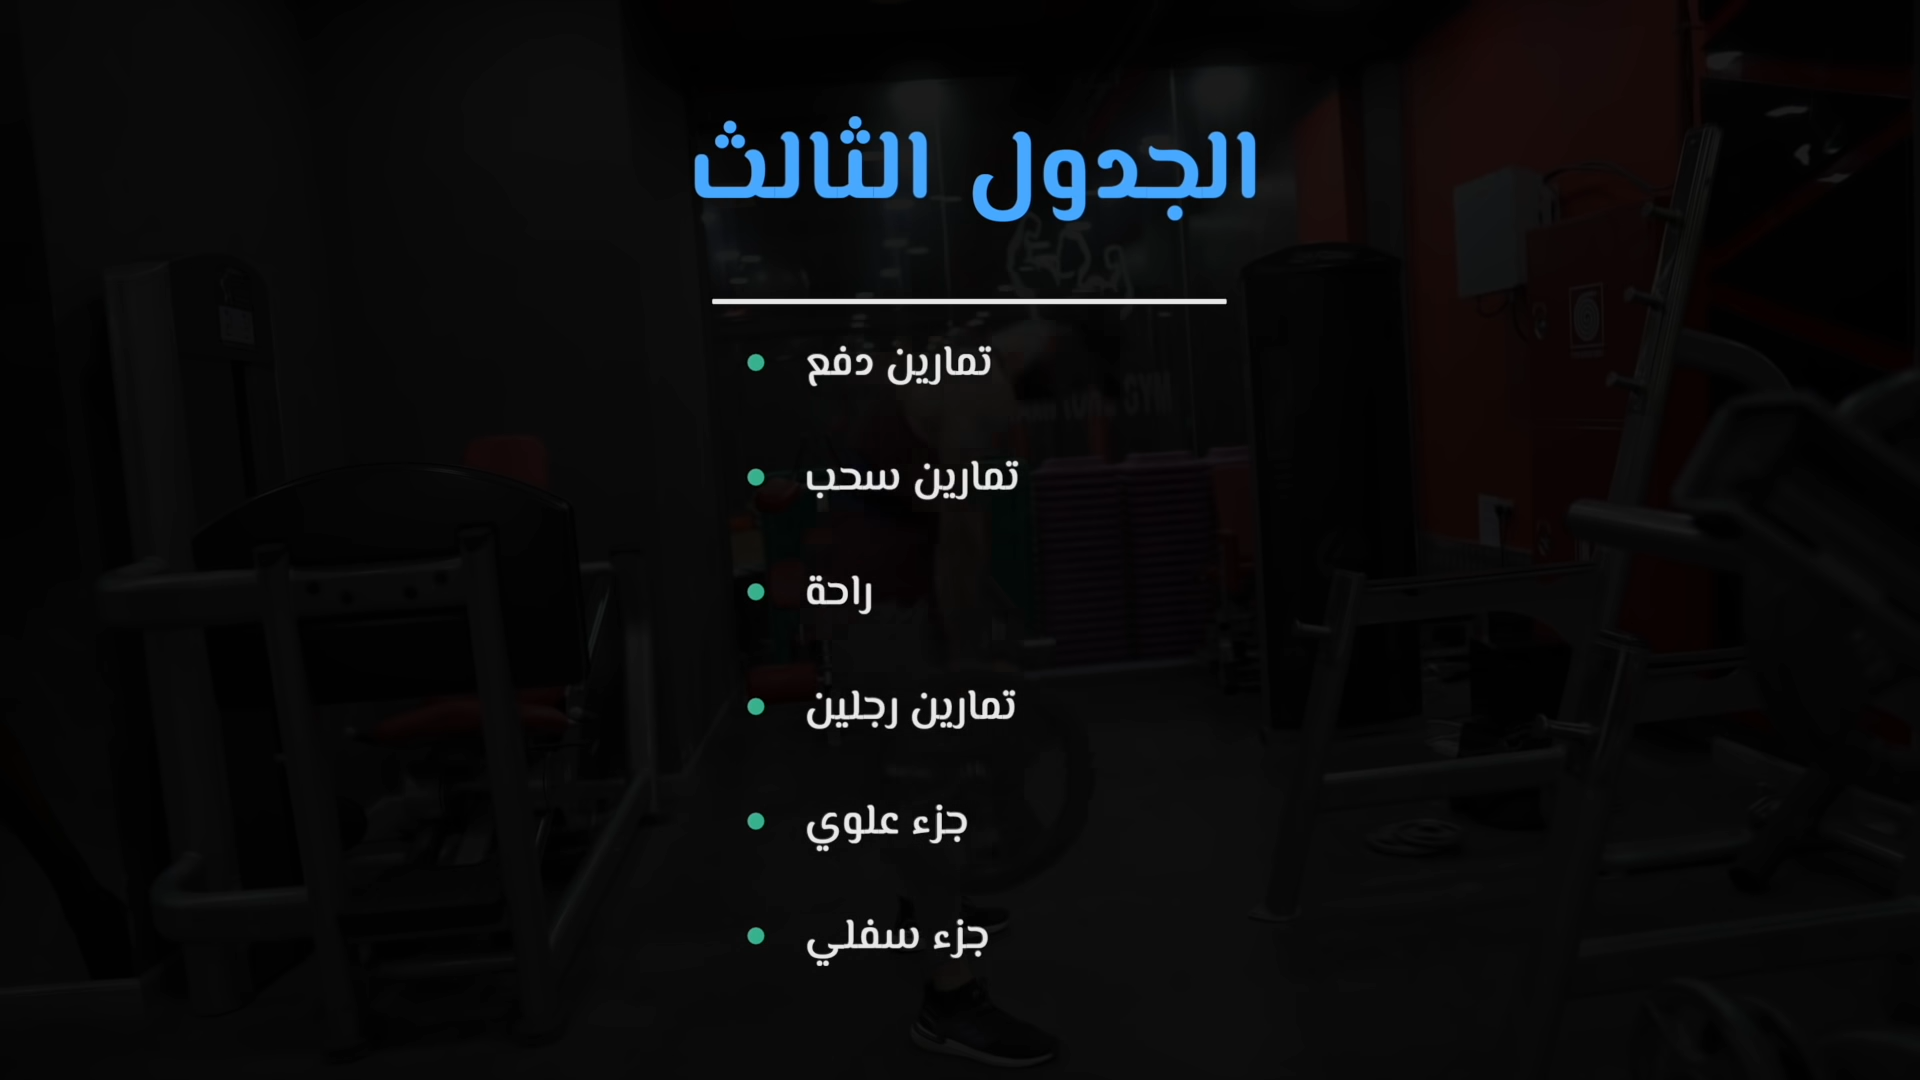 الجدول الثالث
تمارين دفع
تمارين سحب
راحة
تمارين رجلين
جزء علوي
جزء سفلي